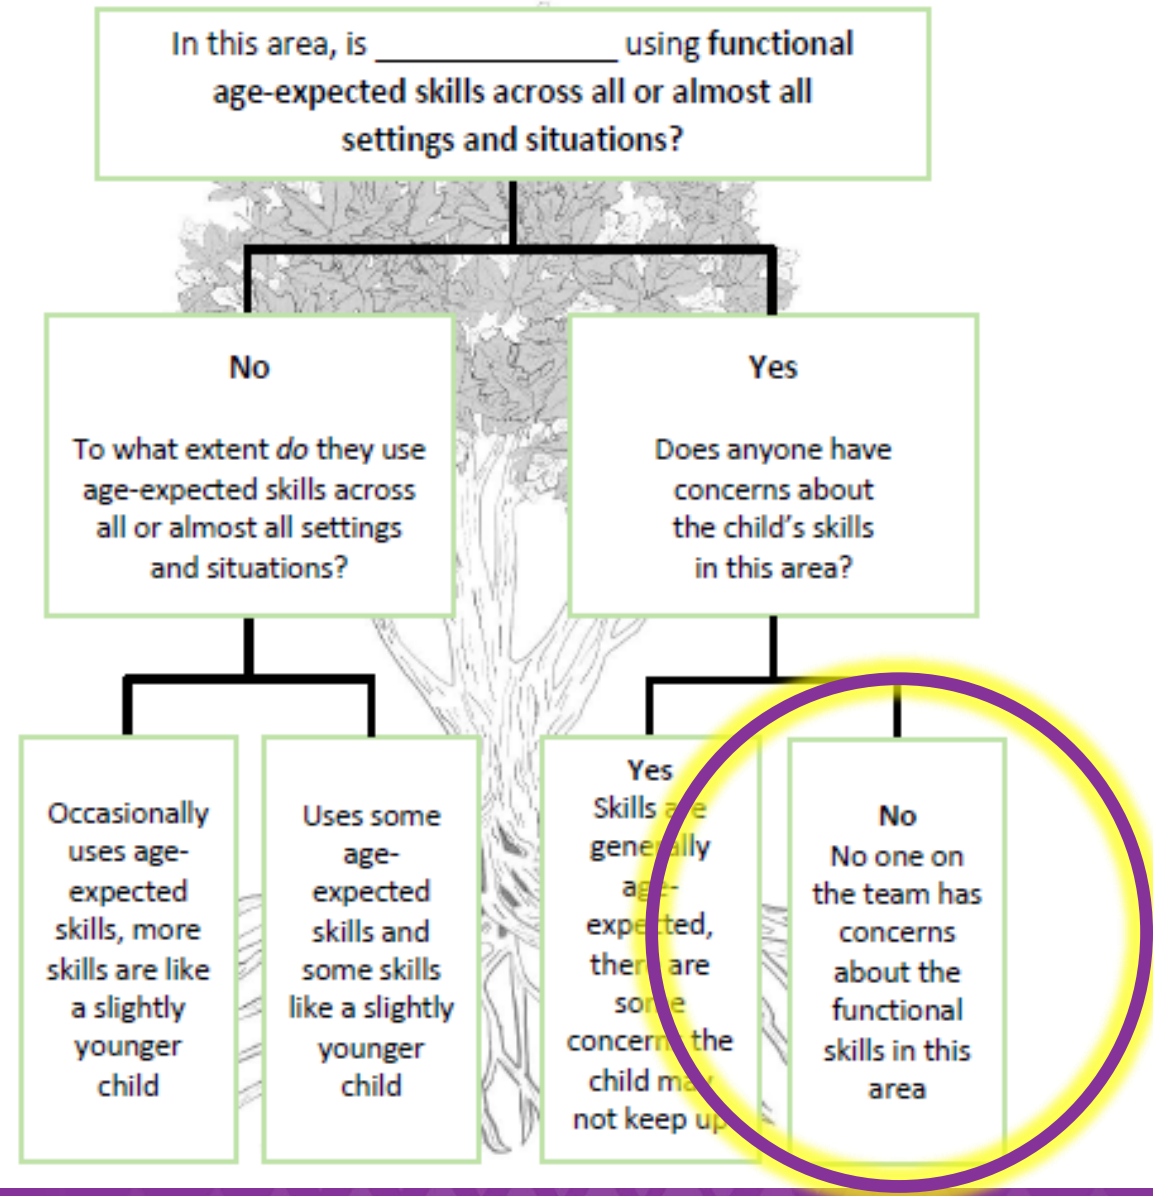 In this area, is ______________ using functional
age-expected skills across all or almost all
settings and situations?
No
To what extent do they use
age-expected skills across
all or almost all settings
and situations?
Yes
Does anyone have
concerns about
the child's skills
in this area?
Occasionally
uses age-
expected
skills, more
skills are like
a slightly
younger
child
Uses some
age-
expected
skills and
some skills
like a slightly
younger
child
Yes
Skills are
generally
age-
expected,
there are
some
concerns the
child may
not keep up
No
No one on
the team has
concerns
about the
functional
skills in this
area